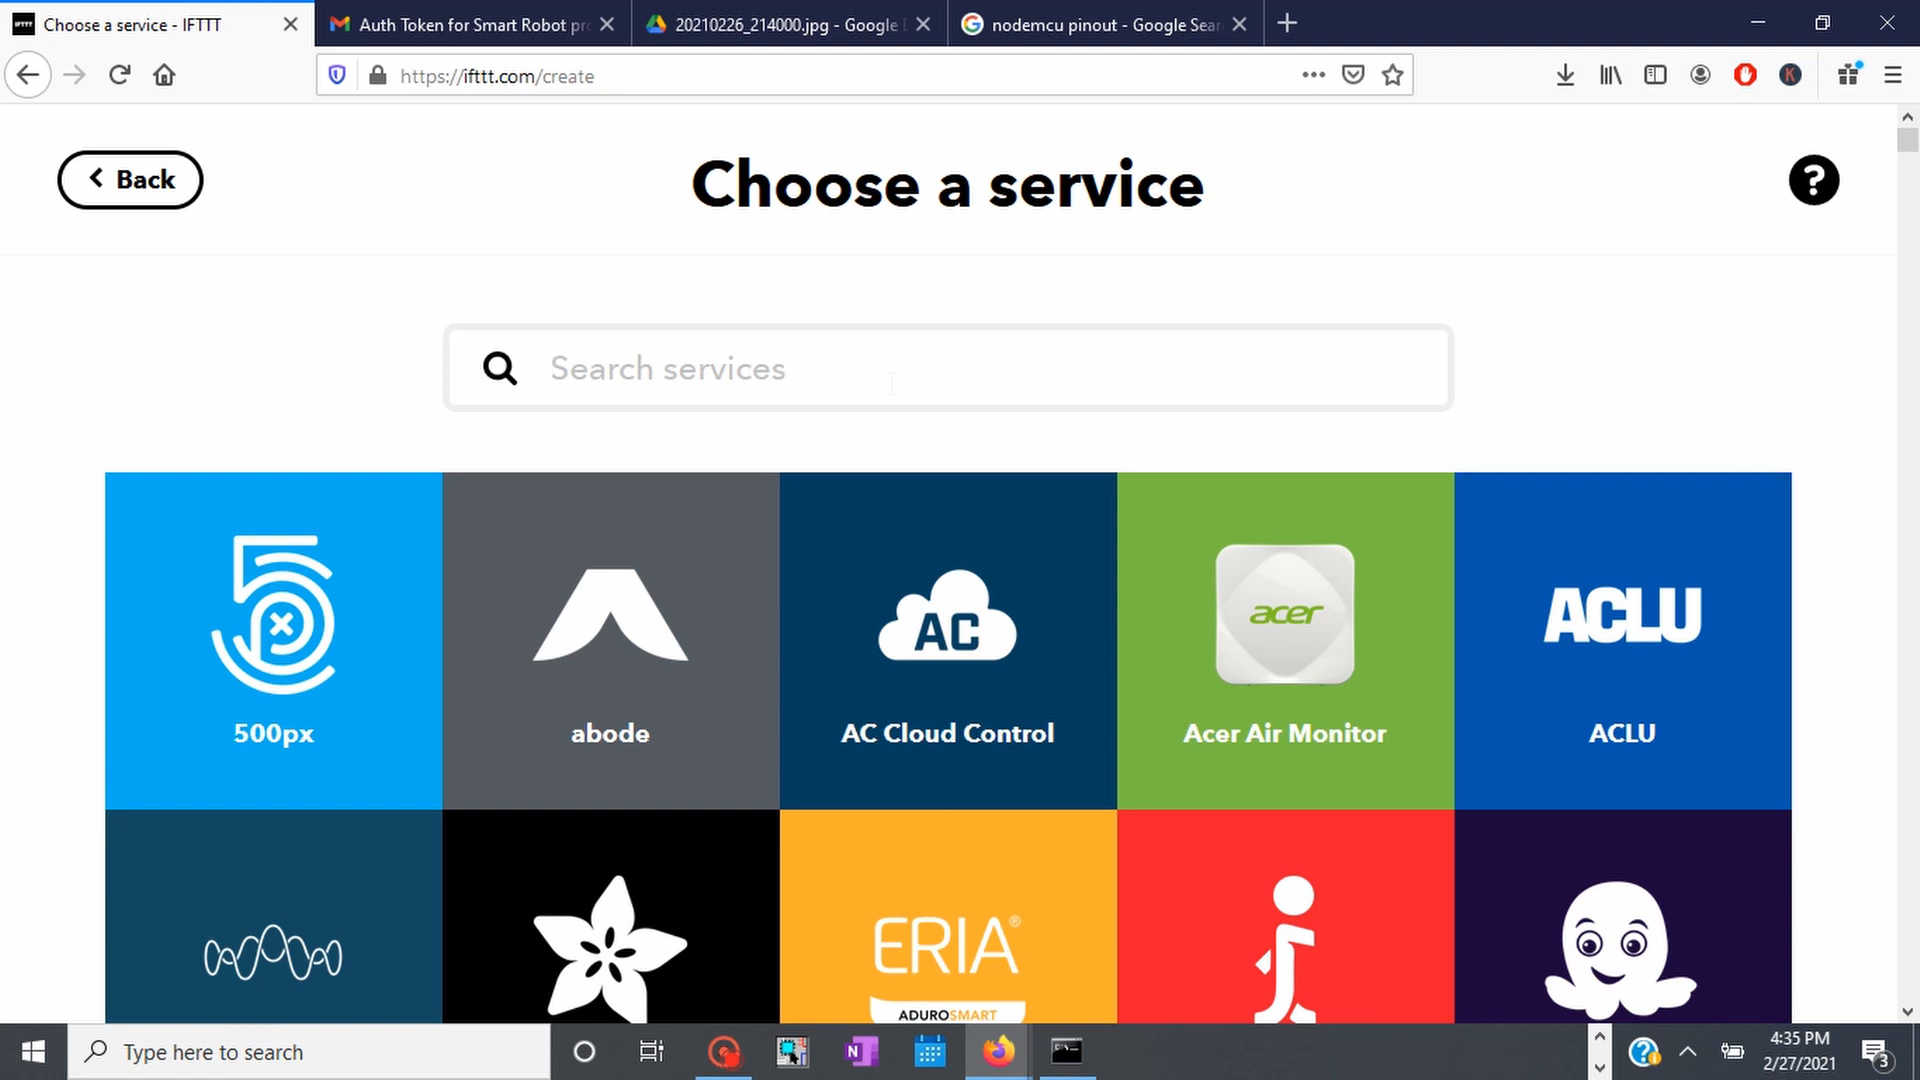 Choose a service - IFTTT
Auth Token for Smart Robot pr
20210226_214000.jpg - Google D
nodemcu pinout - Google Sear
https://ifttt.com/create
K
Back
Choose a service
?
Search services
500px
abode
AC
AC Cloud Control
acer
Acer Air Monitor
ACLU
ACLU
ERIA®
ADUROSMART
Type here to search
N
4:35 PM
2/27/2021
3